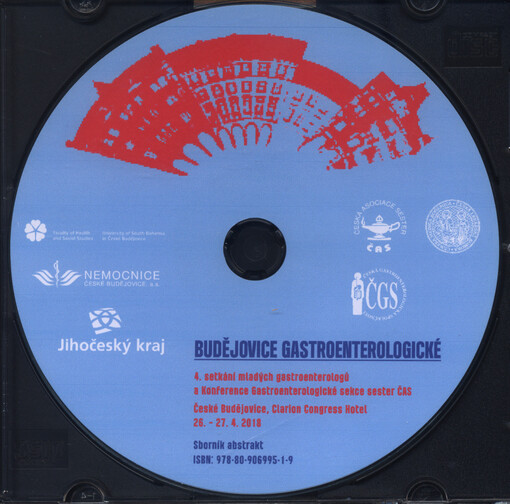 Faculty of Health
and Social Studies
University of South Bohemia
in České Budějovice
ČESKÁ ASOCIACE SESTER
ČAS
NEMOCNICE
ČESKÉ BUDĚJOVICE, a.s.
ČGS
Jihočeský kraj
BUDĚJOVICE GASTROENTEROLOGICKÉ
4. setkání mladých gastroenterologů
a Konference Gastroenterologické sekce sester ČAS
České Budějovice, Clarion Congress Hotel
26. - 27. 4. 2018
Sborník abstrakt
ISBN: 978-80-906995-1-9